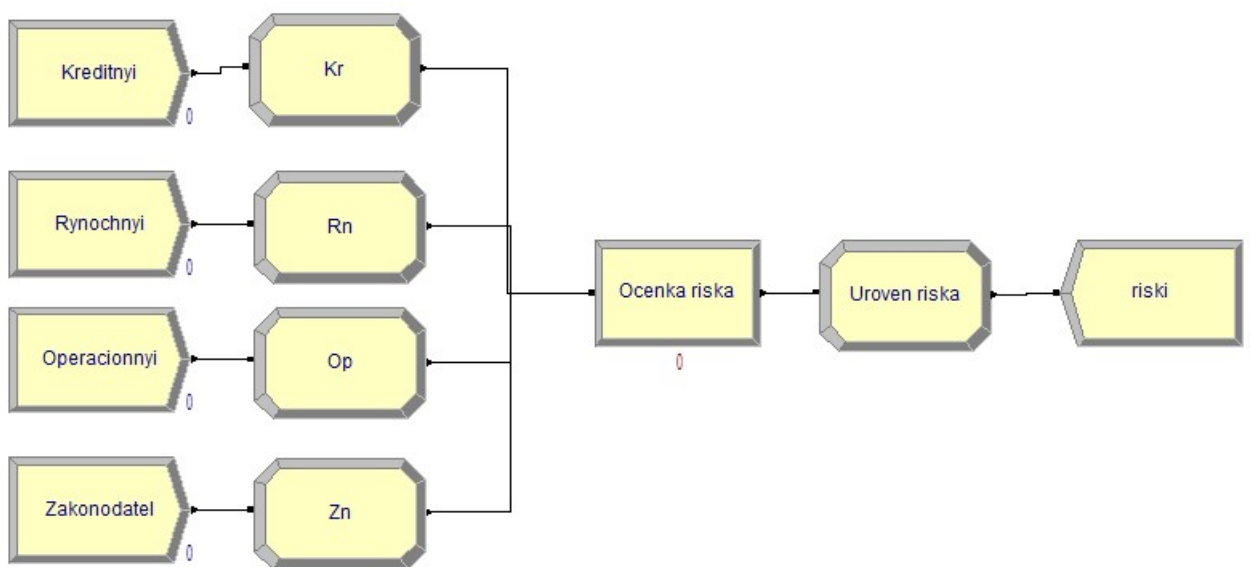 Kreditnyi
0
Kr
Rynochnyi
0
Rn
Operacionnyi
0
Op
Zakonodatel
0
Zn
Ocenka riska
0
Uroven riska
riski